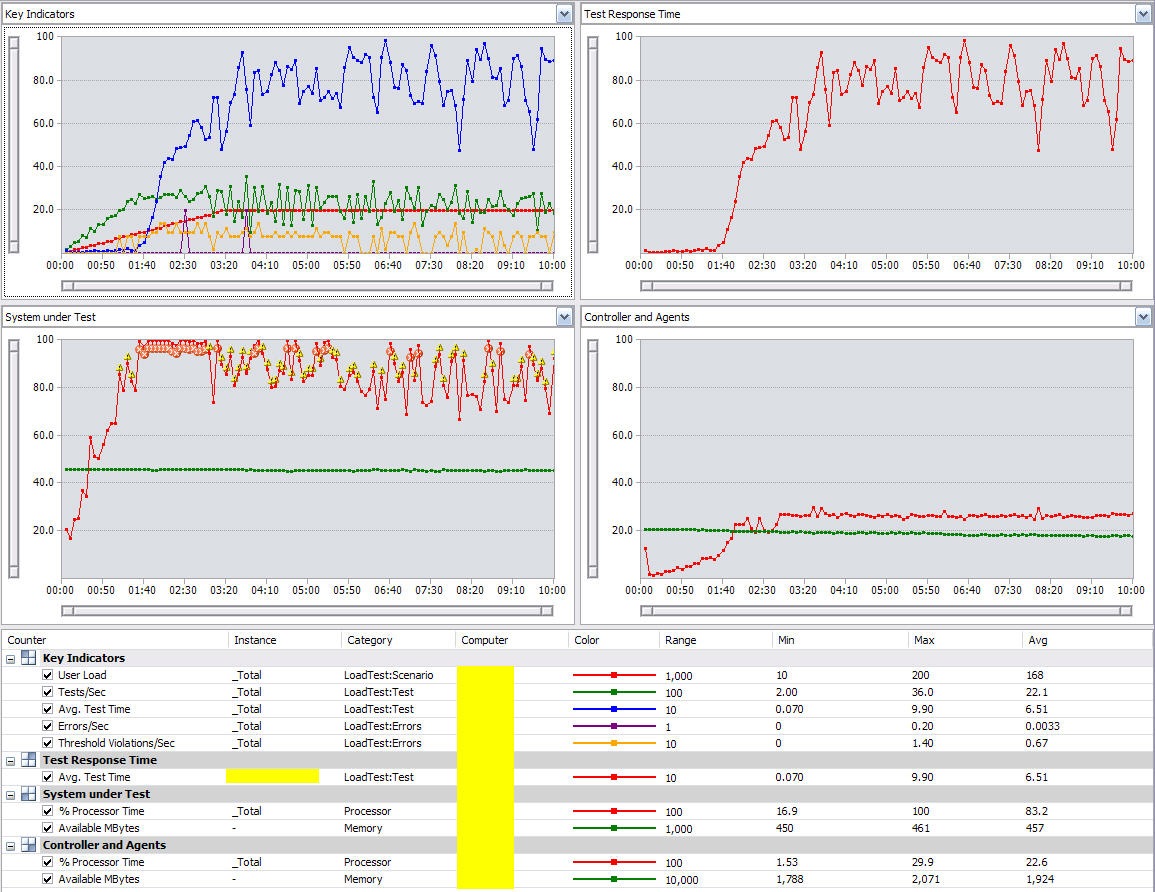 Key Indicators
100
80.0
60.0
40.0
20.0
00:00 00:50 01:40 02:30 03:20 04:10 05:00 05:50 06:40 07:30 08:20 09:10 10:00
Test Response Time
100
80.0
60.0
40.0
20.0
00:00 00:50 01:40 02:30 03:20 04:10 05:00 05:50 06:40 07:30 08:20 09:10 10:00
System under Test
100
80.0
60.0
40.0
20.0
00:00 00:50 01:40 02:30 03:20 04:10 05:00 05:50 06:40 07:30 08:20 09:10 10:00
Controller and Agents
100
80.0
60.0
40.0
20.0
00:00 00:50 01:40 02:30 03:20 04:10 05:00 05:50 06:40 07:30 08:20 09:10 10:00
Counter Instance Category Computer Color Range Min Max Avg
Key Indicators
User Load _Total LoadTest:Scenario 1,000 10 200 168
Tests/Sec _Total LoadTest:Test 100 2.00 36.0 22.1
Avg. Test Time _Total LoadTest:Test 10 0.070 9.90 6.51
Errors/Sec _Total LoadTest:Errors 1 0 0.20 0.0033
Threshold Violations/Sec _Total LoadTest:Errors 10 0 1.40 0.67
Test Response Time
Avg. Test Time LoadTest:Test 10 0.070 9.90 6.51
System under Test
% Processor Time _Total Processor 100 16.9 100 83.2
Available MBytes - Memory 1,000 450 461 457
Controller and Agents
% Processor Time _Total Processor 100 1.53 29.9 22.6
Available MBytes - Memory 10,000 1,788 2,071 1,924